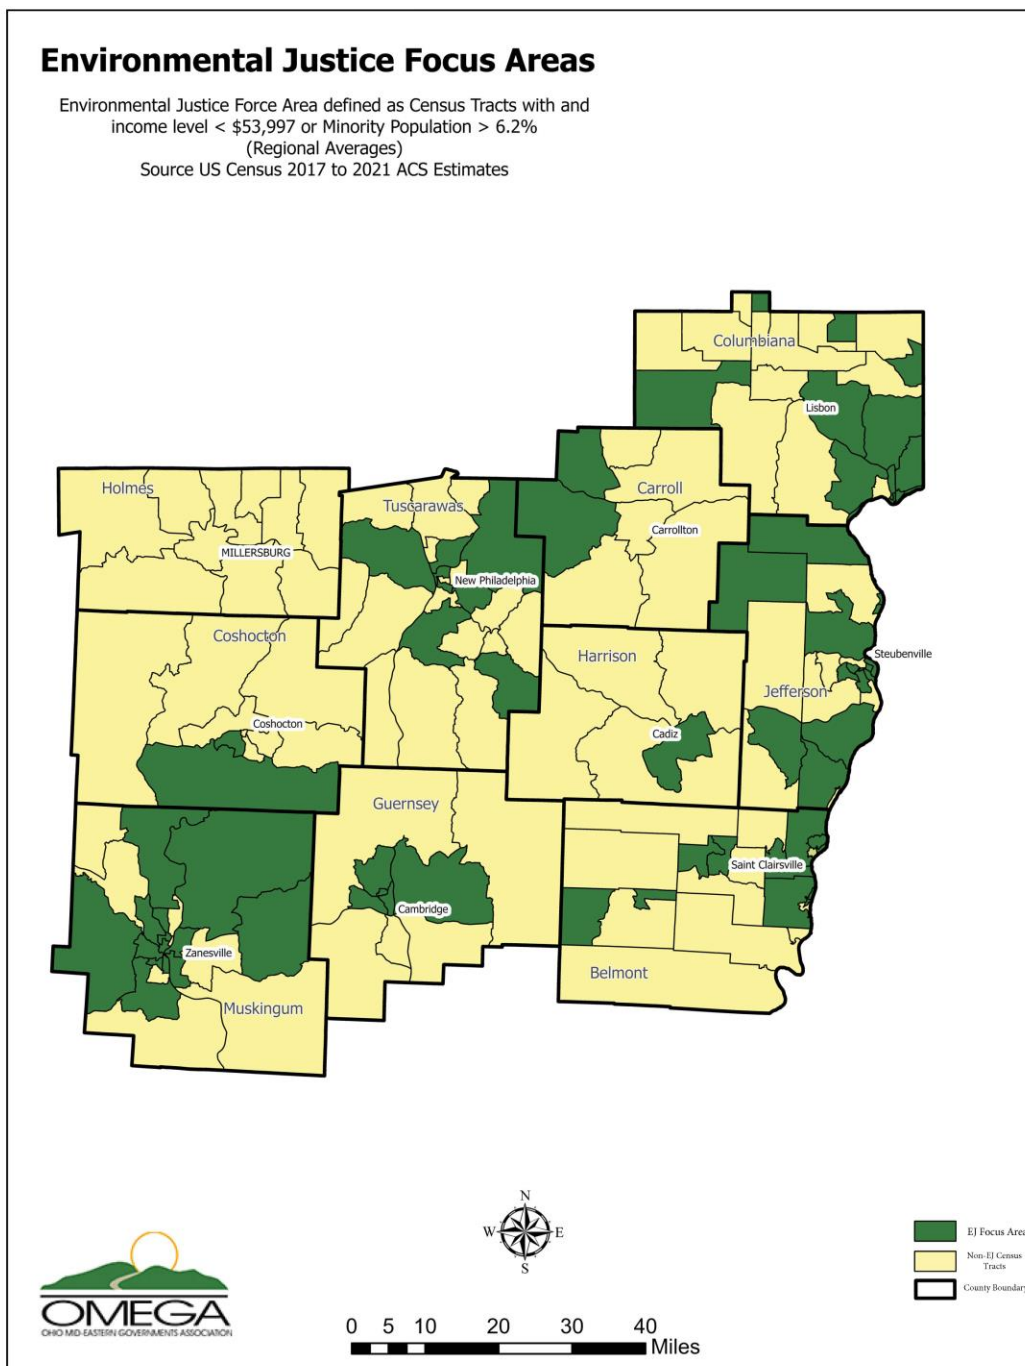 Environmental Justice Focus Areas
Environmental Justice Force Area defined as Census Tracts with and
income level < $53,997 or Minority Population > 6.2%
(Regional Averages)
Source US Census 2017 to 2021 ACS Estimates
Columbiana
Lisbon
Holmes
Carroll
Tuscarawas
Carrollton
MILLERSBURG
New Philadelphia
Coshocton
Harrison
Steubenville
Jefferson
Coshocton
Cadiz
Guernsey
Saint Clairsville
Cambridge
Zanesville
Belmont
Muskingum
N
W E
S
EJ Focus Area
Non-EJ Census
Tracts
County Boundary
OMEGA
OHIO MID-EASTERN GOVERNMENTS ASSOCIATION
0 5 10 20 30 40
Miles